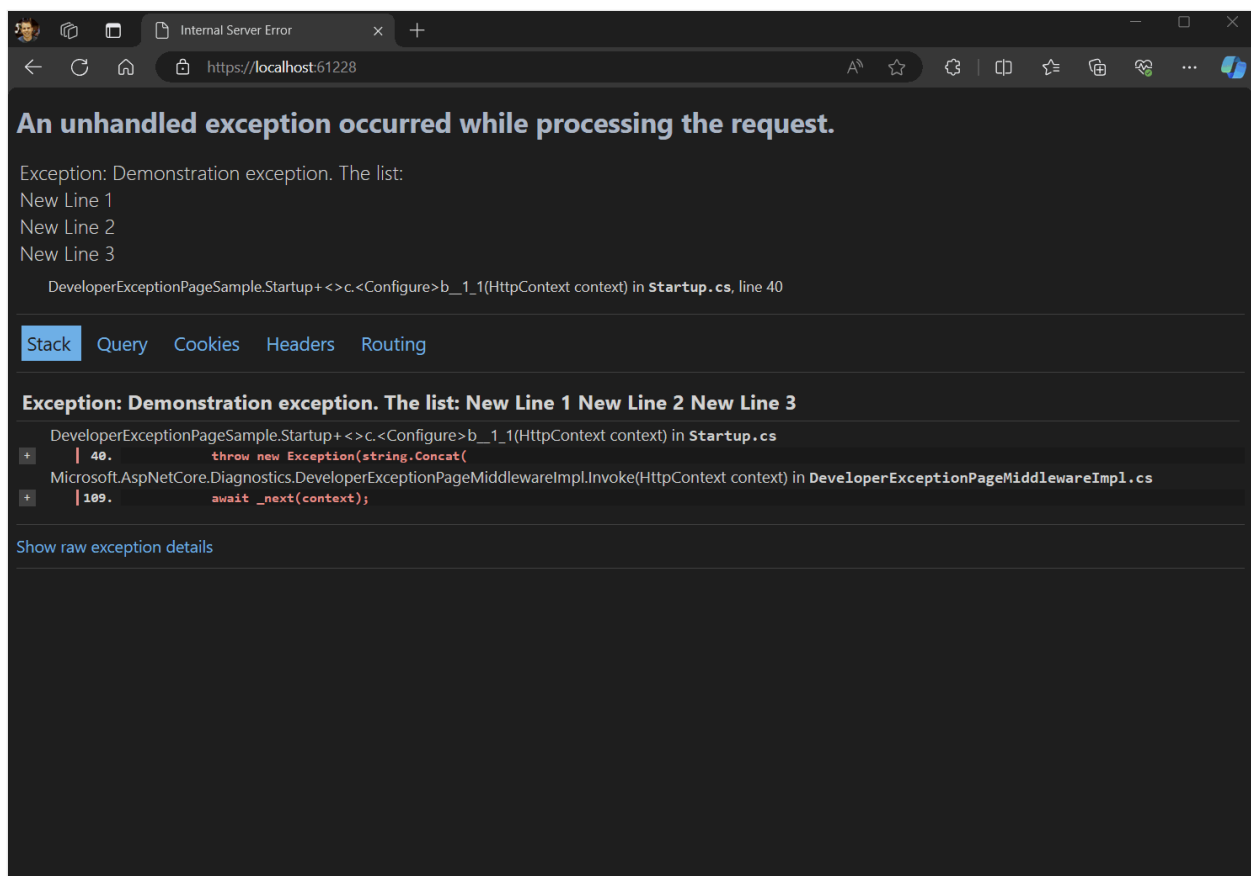 Internal Server Error
https://localhost:61228
An unhandled exception occurred while processing the request.
Exception: Demonstration exception. The list:
New Line 1
New Line 2
New Line 3
DeveloperExceptionPageSample.Startup+<>c.<Configure>b__1_1(HttpContext context) in Startup.cs, line 40
Stack Query Cookies Headers Routing
Exception: Demonstration exception. The list: New Line 1 New Line 2 New Line 3
DeveloperExceptionPageSample.Startup+<>c.<Configure>b__1_1(HttpContext context) in Startup.cs
+ 40. throw new Exception(string.Concat(
Microsoft.AspNetCore.Diagnostics.DeveloperExceptionPageMiddlewareImpl.Invoke(HttpContext context) in DeveloperExceptionPageMiddlewareImpl.cs
+ 109. await _next(context);
Show raw exception details